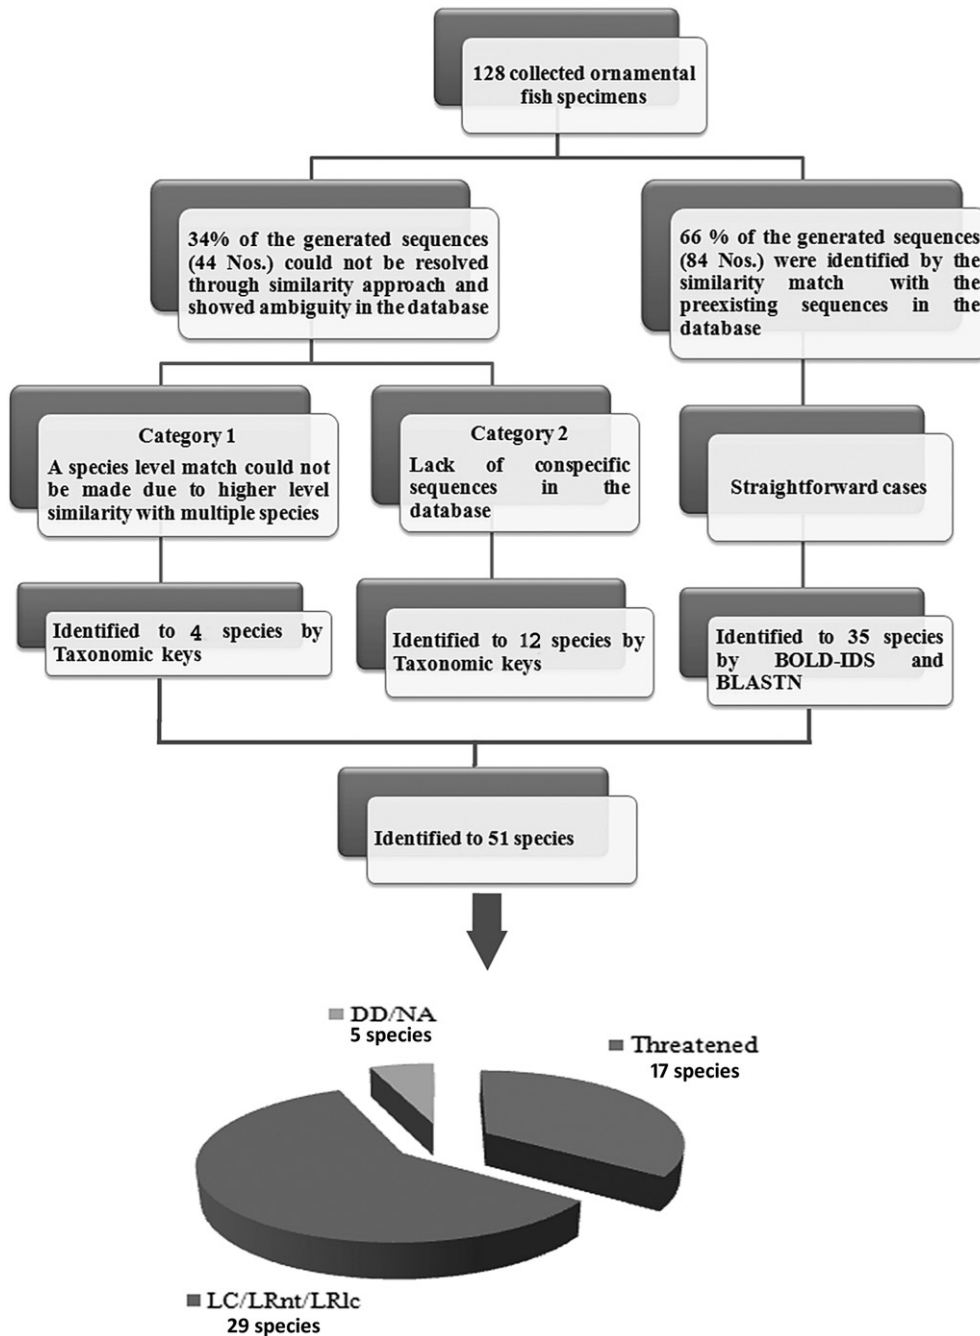 128 collected ornamental
fish specimens
34% of the generated sequences
(44 Nos.) could not be resolved
through similarity approach and
showed ambiguity in the database
66 % of the generated sequences
(84 Nos.) were identified by the
similarity match with the
preexisting sequences in the
database
Category 1
A species level match could not
be made due to higher level
similarity with multiple species
Category 2
Lack of conspecific
sequences in the
database
Straightforward cases
Identified to 4 species by
Taxonomic keys
Identified to 12 species by
Taxonomic keys
Identified to 35 species
by BOLD-IDS and
BLASTN
Identified to 51 species
DD/NA
5 species
Threatened
17 species
LC/LRnt/LRlc
29 species